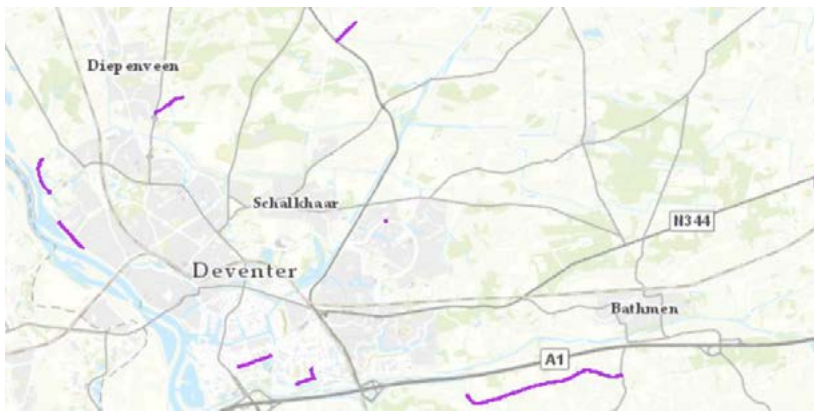 Diepenveen
Schalkhaar
N344
Deventer
Bathmen
A1